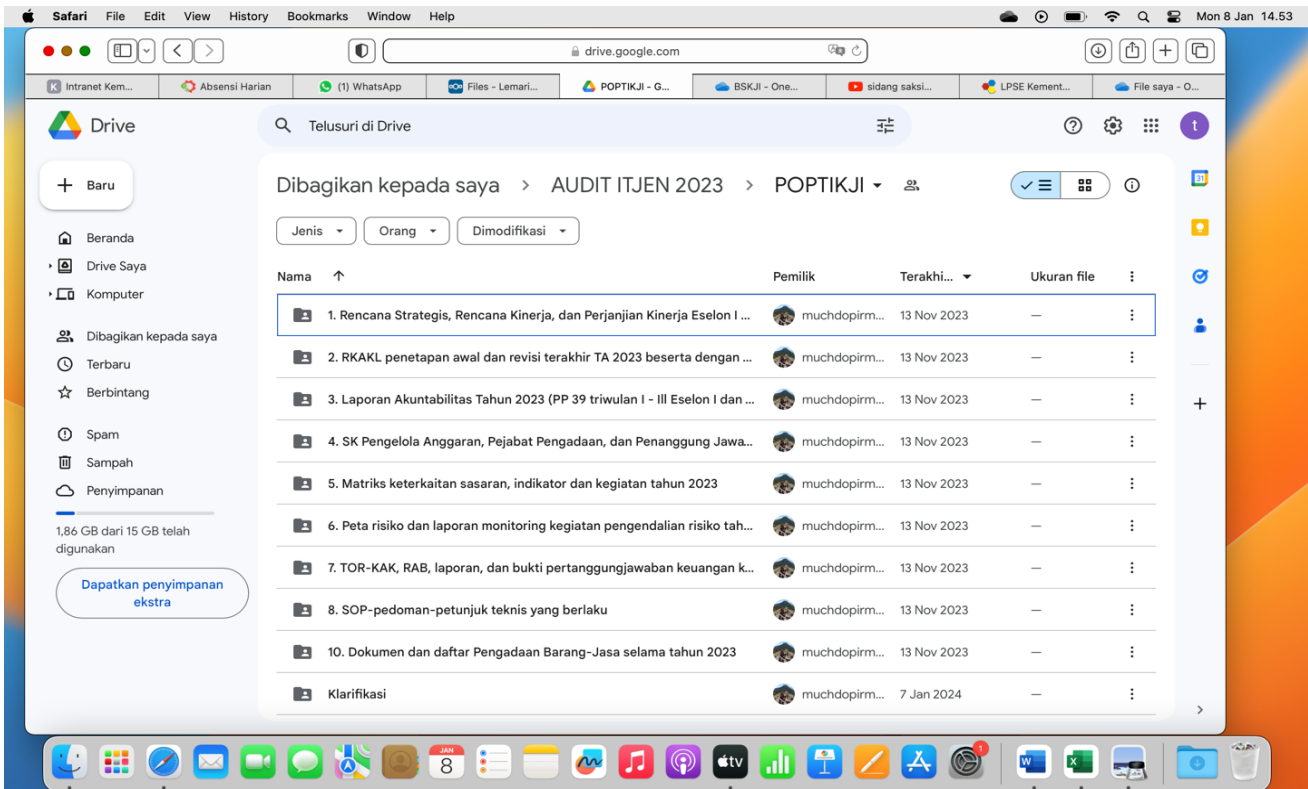 Safari File Edit View History Bookmarks Window Help Mon 8 Jan 14.53
drive.google.com
K Intranet Kem... Absensi Harian (1) WhatsApp Files - Lemari... POPTIKJI - G... BSKJI - One... sidang saksi... LPSE Kement... File saya - O...
Drive
Telusuri di Drive
t
Baru
Dibagikan kepada saya > AUDIT ITJEN 2023 > POPTIKJI
31
Jenis Orang Dimodifikasi
Beranda
Drive Saya
Komputer
Dibagikan kepada saya
Terbaru
Berbintang
Spam
Sampah
Penyimpanan
1,86 GB dari 15 GB telah
digunakan
Dapatkan penyimpanan
ekstra
Nama Pemilik Terakhi... Ukuran file
1. Rencana Strategis, Rencana Kinerja, dan Perjanjian Kinerja Eselon I ... muchdopirm... 13 Nov 2023 —
2. RKAKL penetapan awal dan revisi terakhir TA 2023 beserta dengan ... muchdopirm... 13 Nov 2023 —
3. Laporan Akuntabilitas Tahun 2023 (PP 39 triwulan I - III Eselon I dan ... muchdopirm... 13 Nov 2023 —
4. SK Pengelola Anggaran, Pejabat Pengadaan, dan Penanggung Jawa... muchdopirm... 13 Nov 2023 —
5. Matriks keterkaitan sasaran, indikator dan kegiatan tahun 2023 muchdopirm... 13 Nov 2023 —
6. Peta risiko dan laporan monitoring kegiatan pengendalian risiko tah... muchdopirm... 13 Nov 2023 —
7. TOR-KAK, RAB, laporan, dan bukti pertanggungjawaban keuangan k... muchdopirm... 13 Nov 2023 —
8. SOP-pedoman-petunjuk teknis yang berlaku muchdopirm... 13 Nov 2023 —
10. Dokumen dan daftar Pengadaan Barang-Jasa selama tahun 2023 muchdopirm... 13 Nov 2023 —
Klarifikasi muchdopirm... 7 Jan 2024 —
JAN
8
tv
1
W
X